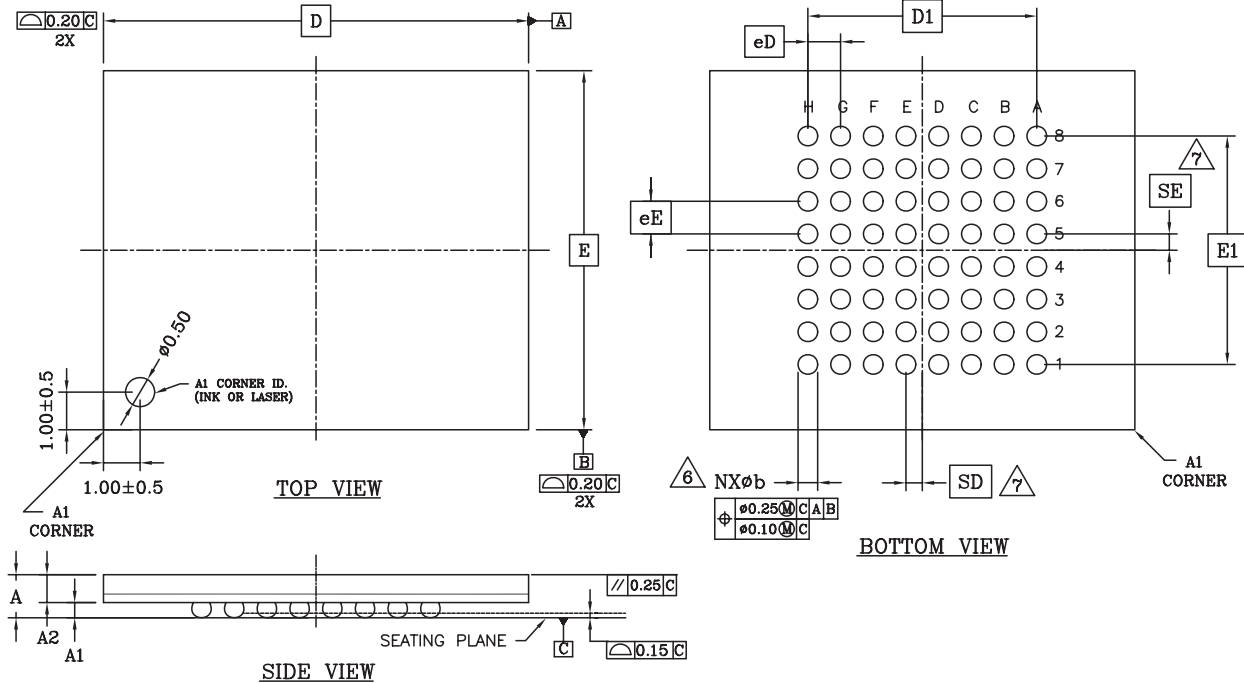 ⌓ 0.20 C
2X
D
A
E
ø0.50
A1 CORNER ID.
(INK OR LASER)
1.00±0.5
1.00±0.5
A1
CORNER
TOP VIEW
B
⌓ 0.20 C
2X
D1
eD
H G F E D C B A
8
7
6
5
4
3
2
1
eE
7
SE
E1
6 NXøb
⌖ ø0.25Ⓜ C A B
ø0.10Ⓜ C
SD 7
A1
CORNER
BOTTOM VIEW
A
A2
A1
// 0.25 C
SEATING PLANE
C
⌓ 0.15 C
SIDE VIEW